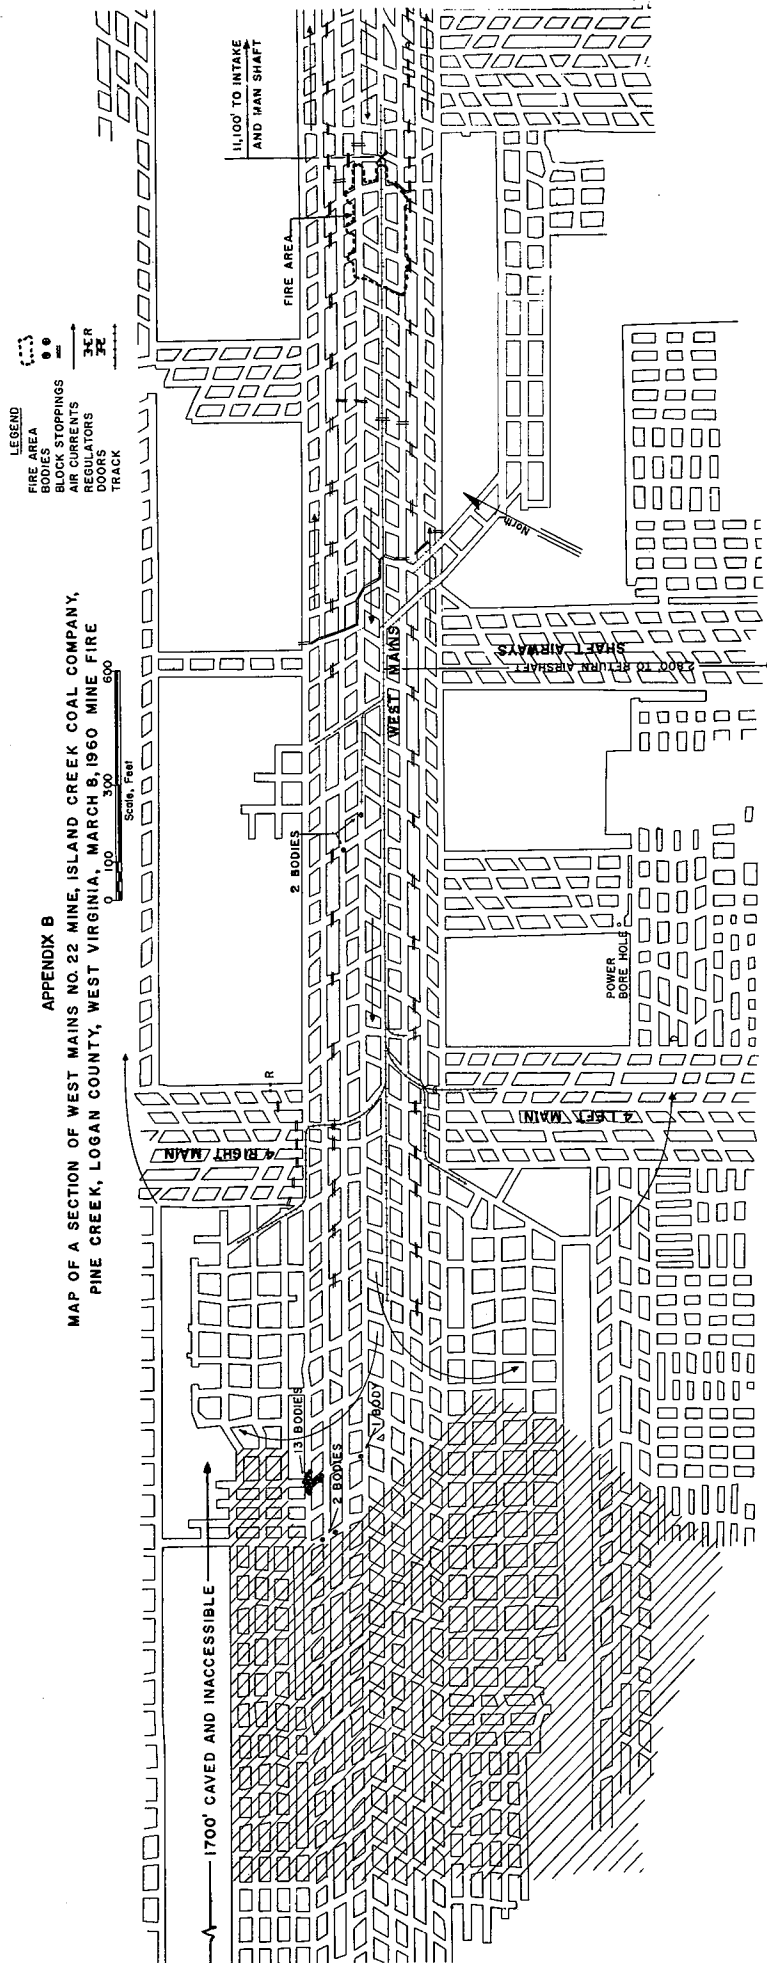 APPENDIX B
MAP OF A SECTION OF WEST MAINS NO. 22 MINE, ISLAND CREEK COAL COMPANY,
PINE CREEK, LOGAN COUNTY, WEST VIRGINIA, MARCH 8, 1960 MINE FIRE
0 100 300 600
Scale, Feet
LEGEND
FIRE AREA
BODIES
BLOCK STOPPINGS
AIR CURRENTS
REGULATORS R
DOORS
TRACK
1700' CAVED AND INACCESSIBLE
13 BODIES
2 BODIES
1 BODY
4 RIGHT MAIN
R
4 LEFT MAIN
2 BODIES
POWER
BORE HOLE
WEST MAINS
SHAFT AIRWAYS
2,800' TO RETURN AIRSHAFT
North
FIRE AREA
11,100' TO INTAKE
AND MAN SHAFT